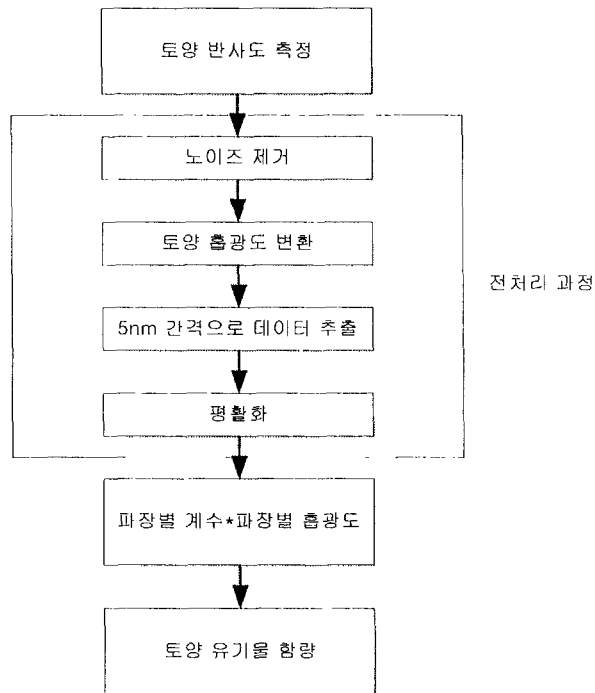 토양 반사도 측정
노이즈 제거
토양 흡광도 변환
전처리 과정
5nm 간격으로 데이터 추출
평활화
파장별 계수*파장별 흡광도
토양 유기물 함량